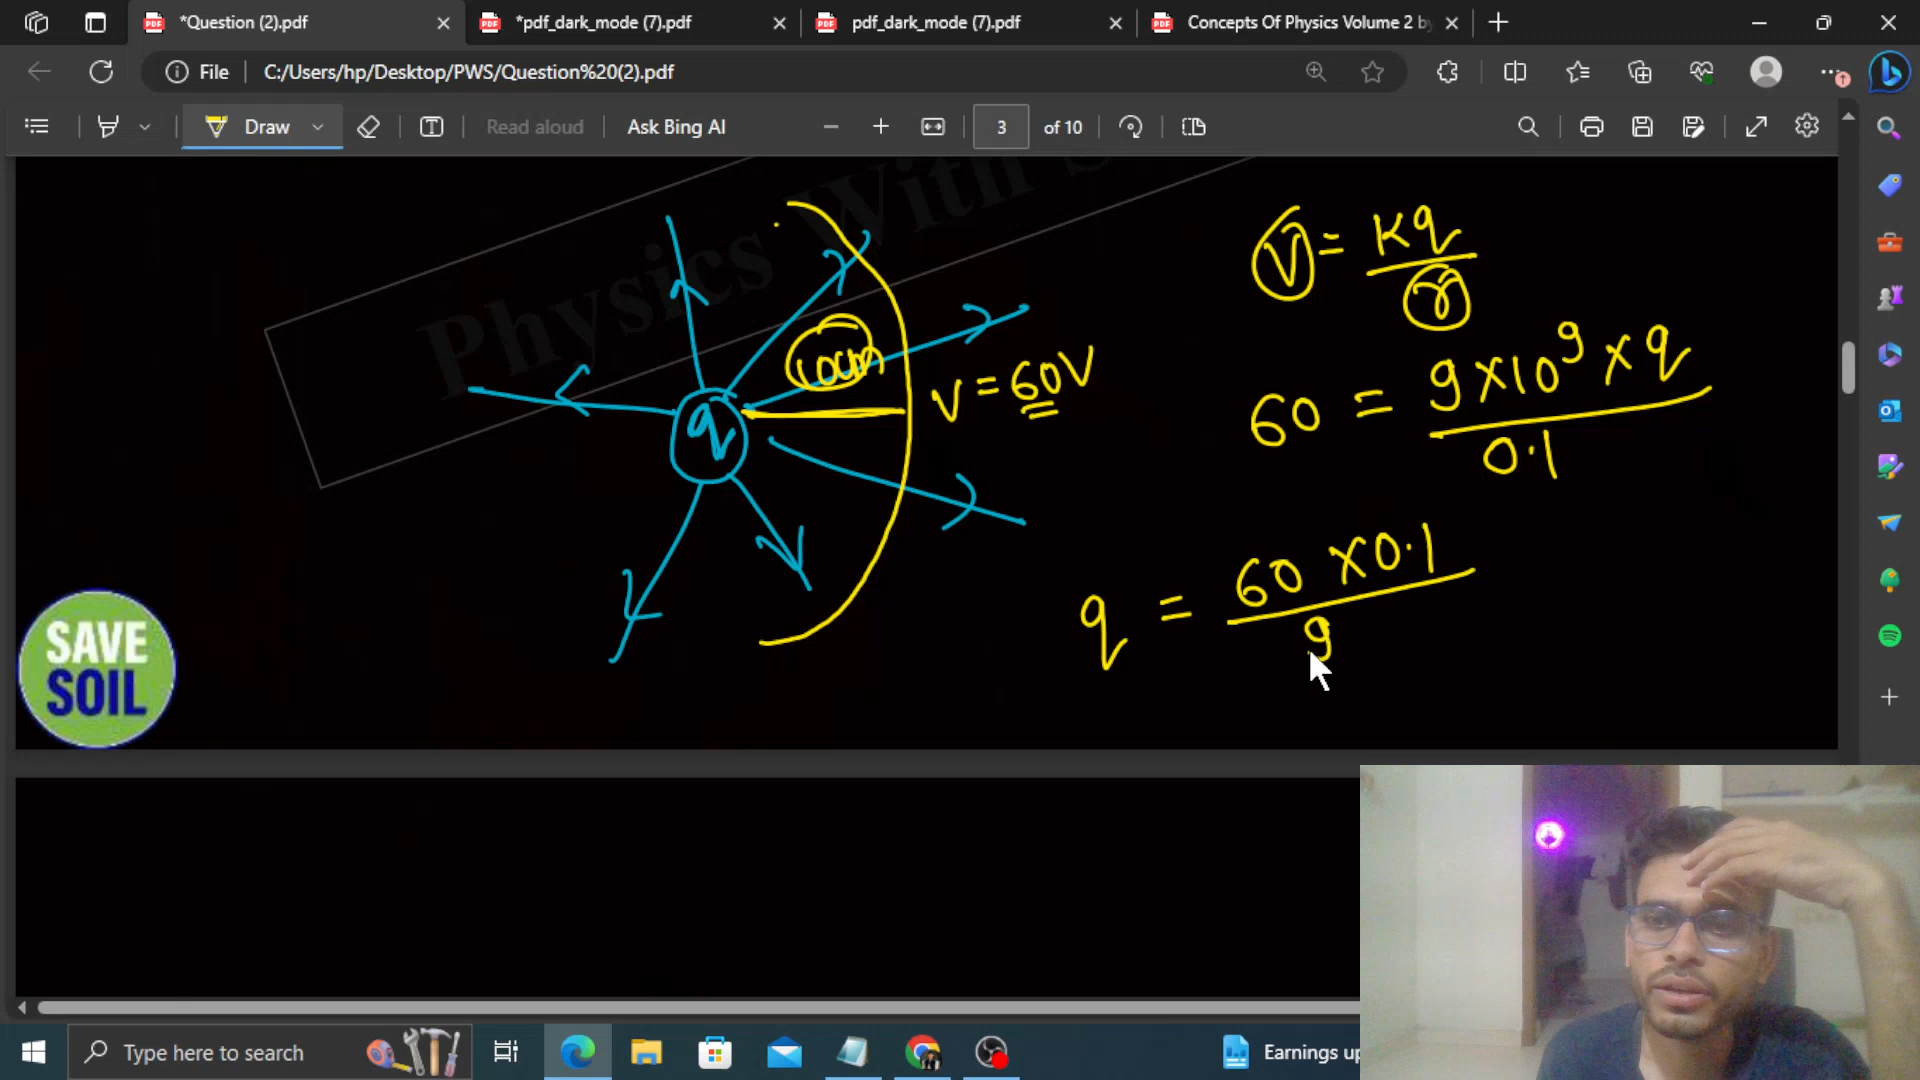 *Question (2).pdf
*pdf_dark_mode (7).pdf
pdf_dark_mode (7).pdf
Concepts Of Physics Volume 2 by
File
C:/Users/hp/Desktop/PWS/Question%20(2).pdf
Draw
Read aloud
Ask Bing AI
3
of 10
Physics With S
V = Kq
r
10cm
V = 60V
60 = 9×10⁹ × q
0.1
q
q = 60 × 0.1
9
SAVE
SOIL
Type here to search
Earnings up